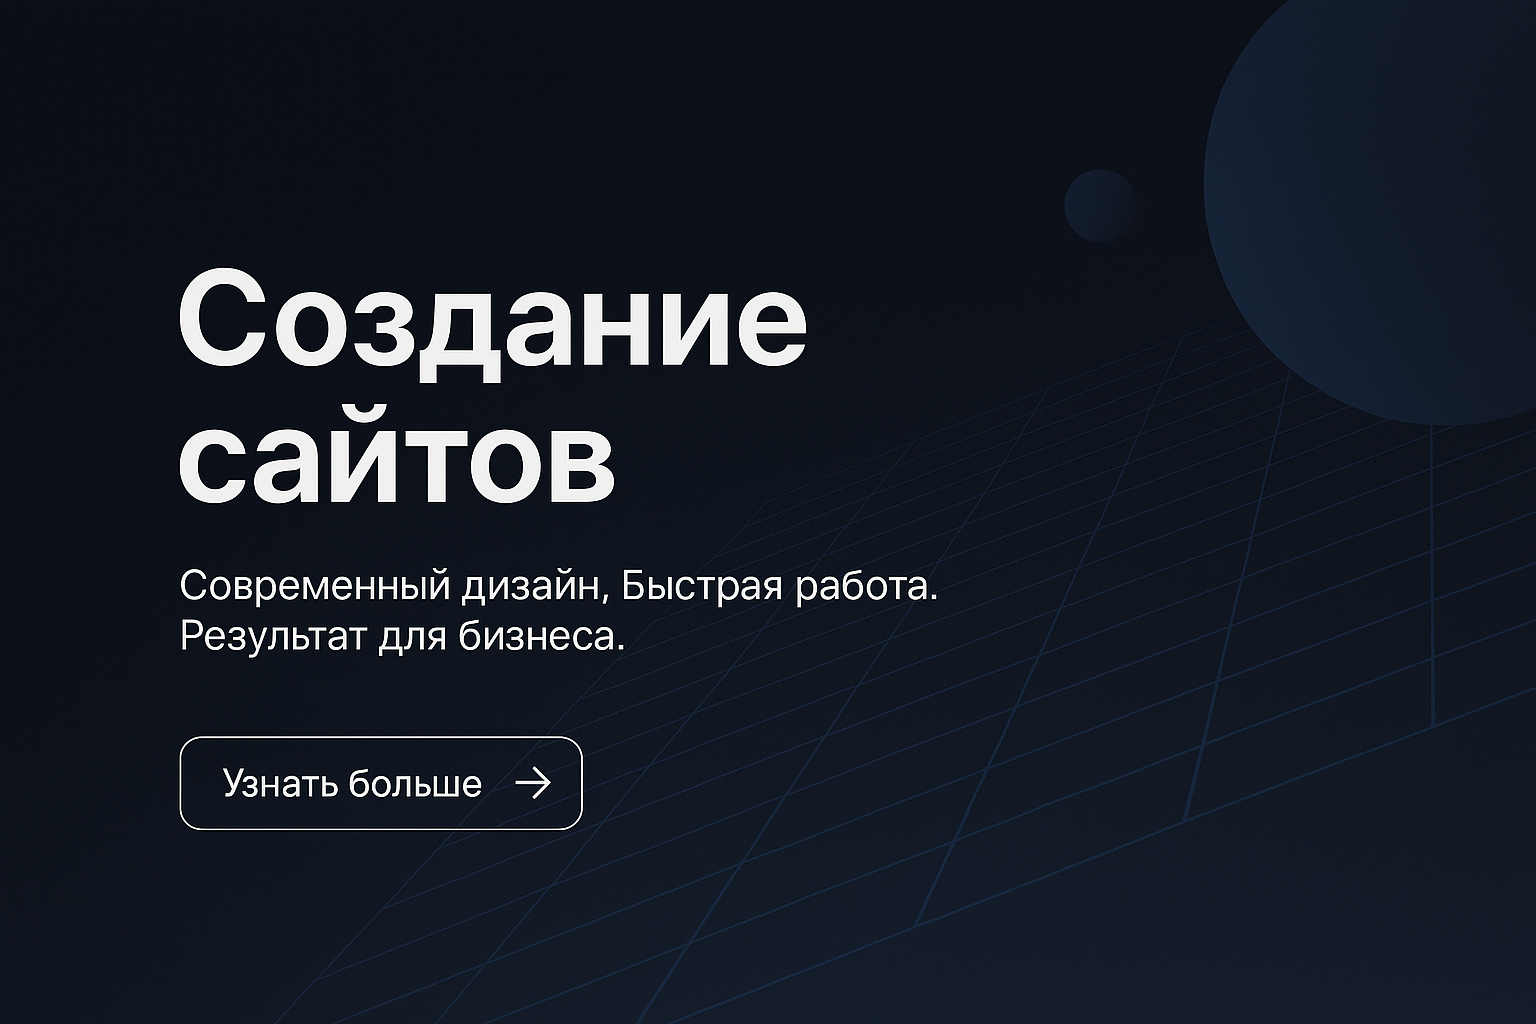 Создание
сайтов
Современный дизайн, Быстрая работа.
Результат для бизнеса.
Узнать больше